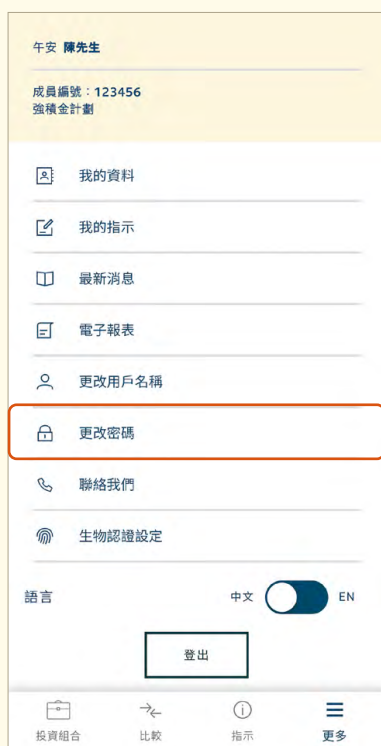 午安 陳先生
成員編號：123456
強積金計劃
我的資料
我的指示
最新消息
電子報表
更改用戶名稱
更改密碼
聯絡我們
生物認證設定
語言 中文 EN
登出
投資組合 比較 指示 更多